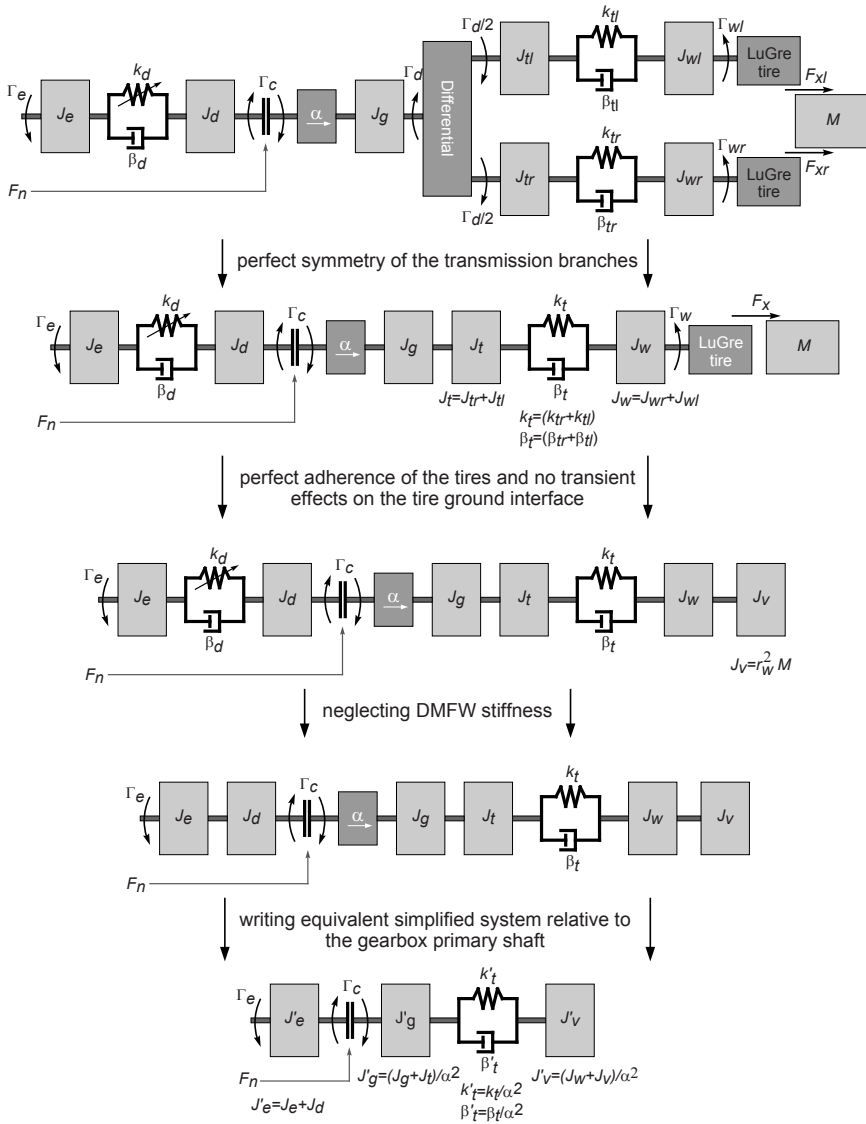 Γe
Je
kd
βd
Jd
Γc
α
Jg
Γd
Differential
Γd/2
Jtl
ktl
βtl
Jwl
Γwl
LuGre
tire
Fxl
M
Fn
Γd/2
Jtr
ktr
βtr
Jwr
Γwr
LuGre
tire
Fxr
perfect symmetry of the transmission branches
Γe
Je
kd
βd
Jd
Γc
α
Jg
Jt
kt
βt
Jw
Γw
LuGre
tire
Fx
M
Fn
Jt=Jtr+Jtl
kt=(ktr+ktl)
βt=(βtr+βtl)
Jw=Jwr+Jwl
perfect adherence of the tires and no transient
effects on the tire ground interface
Γe
Je
kd
βd
Jd
Γc
α
Jg
Jt
kt
βt
Jw
Jv
Fn
Jv=rw² M
neglecting DMFW stiffness
Γe
Je
Jd
Γc
α
Jg
Jt
kt
βt
Jw
Jv
Fn
writing equivalent simplified system relative to
the gearbox primary shaft
Γe
J'e
Γc
J'g
k't
β't
J'v
Fn
J'e=Je+Jd
J'g=(Jg+Jt)/α²
k't=kt/α²
β't=βt/α²
J'v=(Jw+Jv)/α²